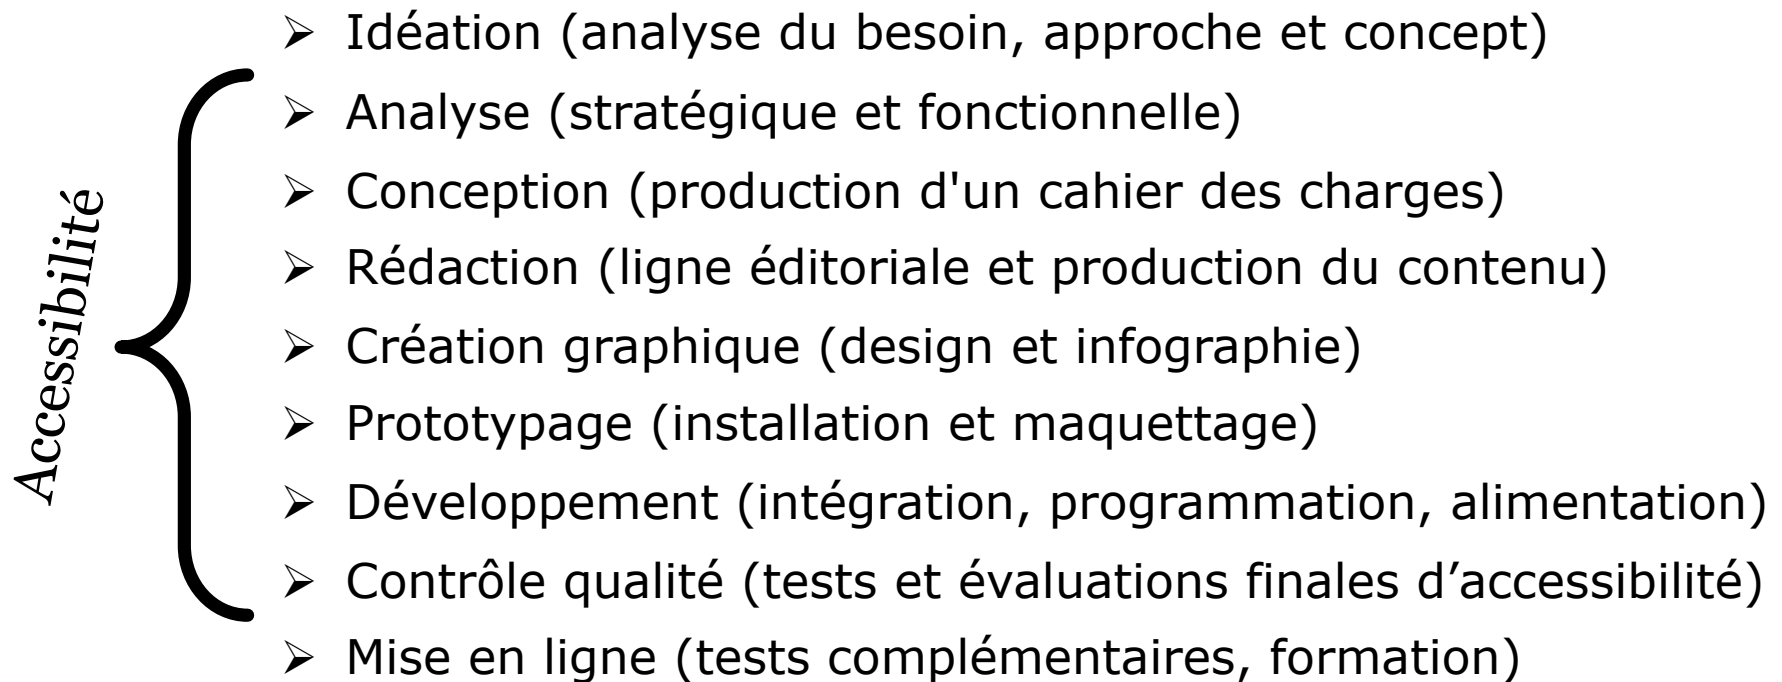 Accessibilité
➢ Idéation (analyse du besoin, approche et concept)
➢ Analyse (stratégique et fonctionnelle)
➢ Conception (production d'un cahier des charges)
➢ Rédaction (ligne éditoriale et production du contenu)
➢ Création graphique (design et infographie)
➢ Prototypage (installation et maquettage)
➢ Développement (intégration, programmation, alimentation)
➢ Contrôle qualité (tests et évaluations finales d’accessibilité)
➢ Mise en ligne (tests complémentaires, formation)